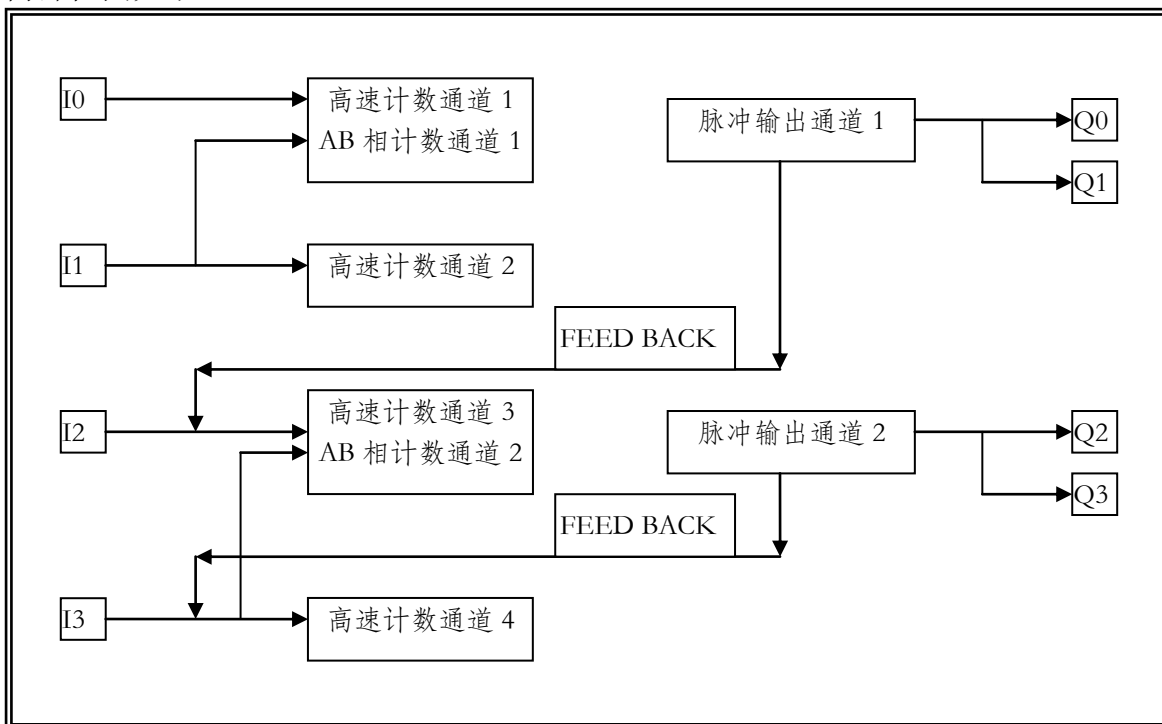 I0
高速计数通道 1
AB 相计数通道 1
脉冲输出通道 1
Q0
Q1
I1
高速计数通道 2
FEED BACK
I2
高速计数通道 3
AB 相计数通道 2
脉冲输出通道 2
Q2
Q3
FEED BACK
I3
高速计数通道 4